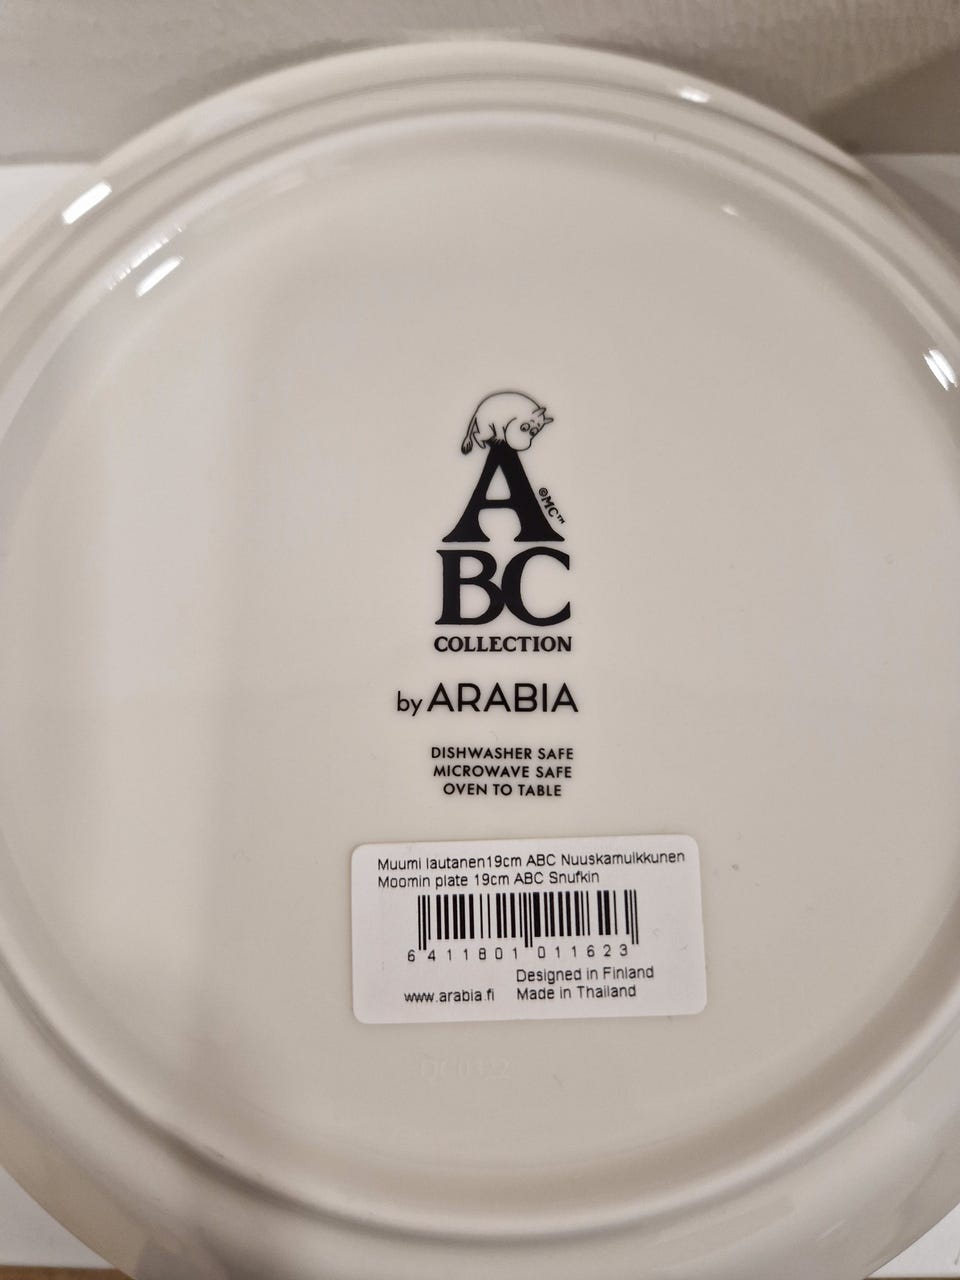 A
©MC™
BC
COLLECTION
by ARABIA
DISHWASHER SAFE
MICROWAVE SAFE
OVEN TO TABLE
Muumi lautanen19cm ABC Nuuskamuikkunen
Moomin plate 19cm ABC Snufkin
6 411801 011623
Designed in Finland
www.arabia.fi Made in Thailand